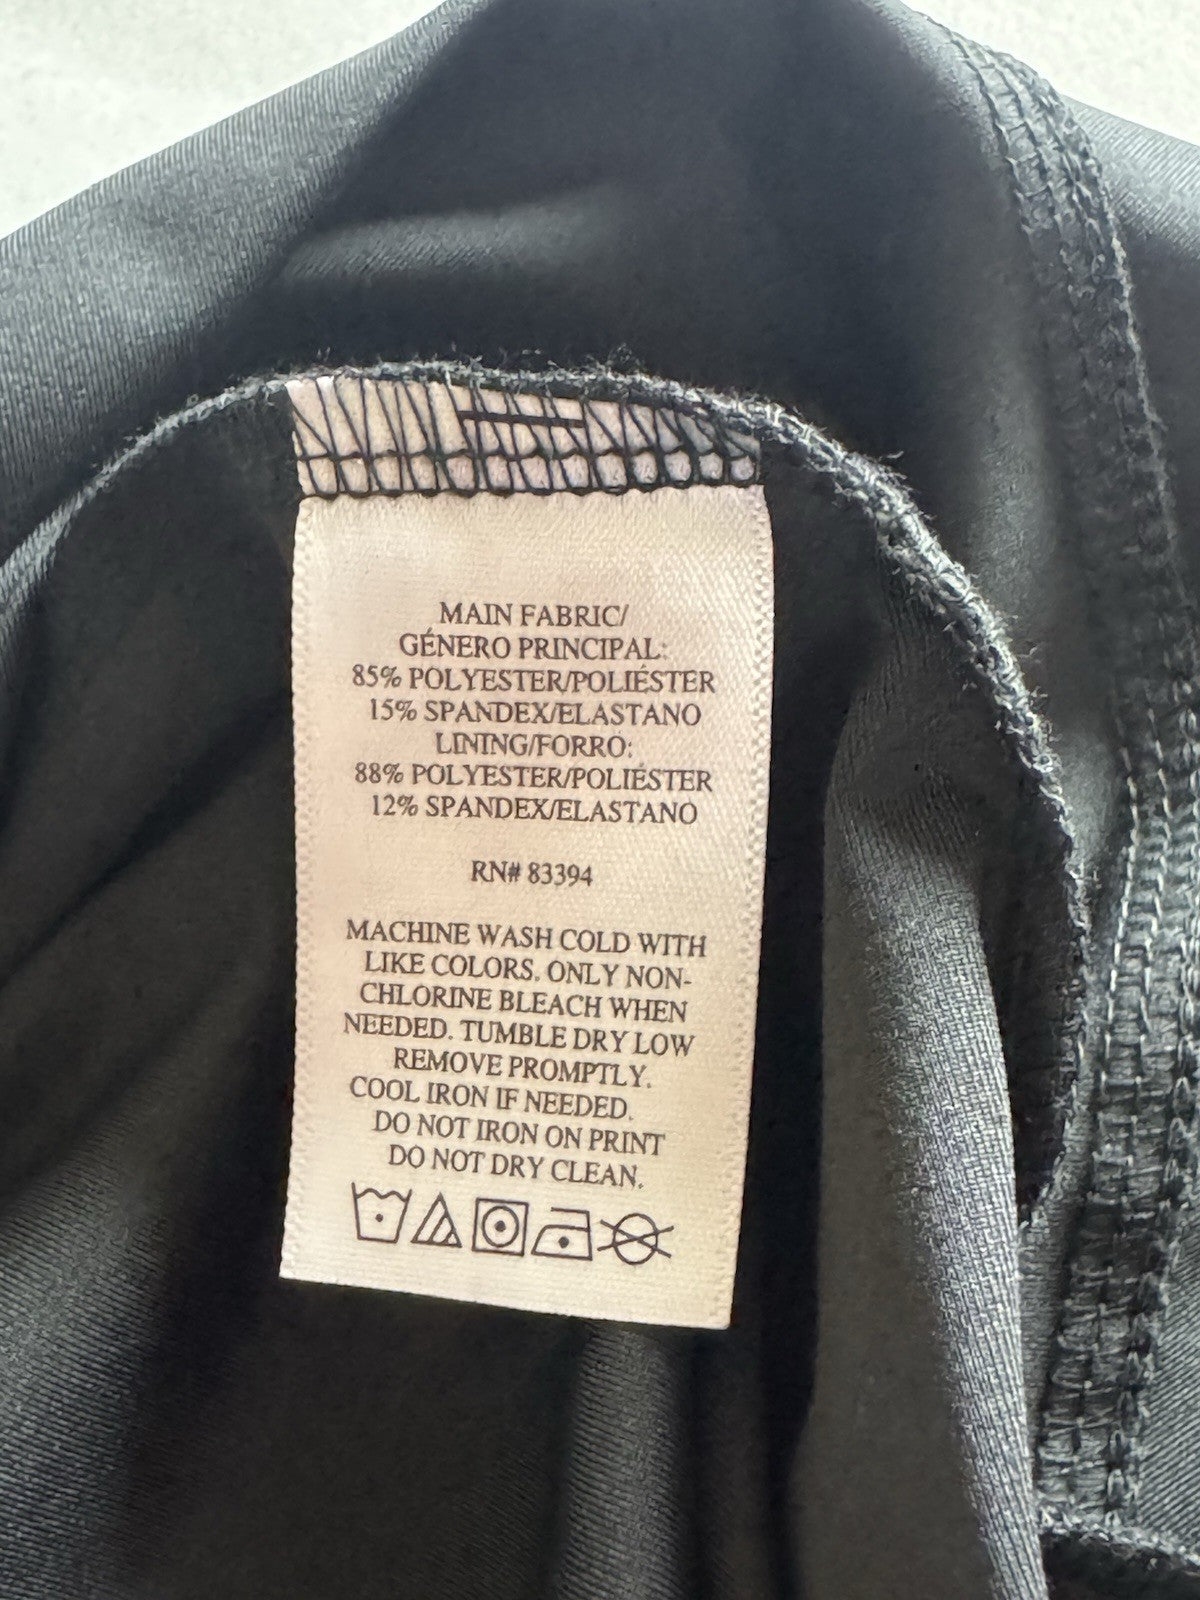 MAIN FABRIC/
GÉNERO PRINCIPAL:
85% POLYESTER/POLIÉSTER
15% SPANDEX/ELASTANO
LINING/FORRO:
88% POLYESTER/POLIÉSTER
12% SPANDEX/ELASTANO
RN# 83394
MACHINE WASH COLD WITH
LIKE COLORS. ONLY NON-
CHLORINE BLEACH WHEN
NEEDED. TUMBLE DRY LOW
REMOVE PROMPTLY.
COOL IRON IF NEEDED.
DO NOT IRON ON PRINT
DO NOT DRY CLEAN.